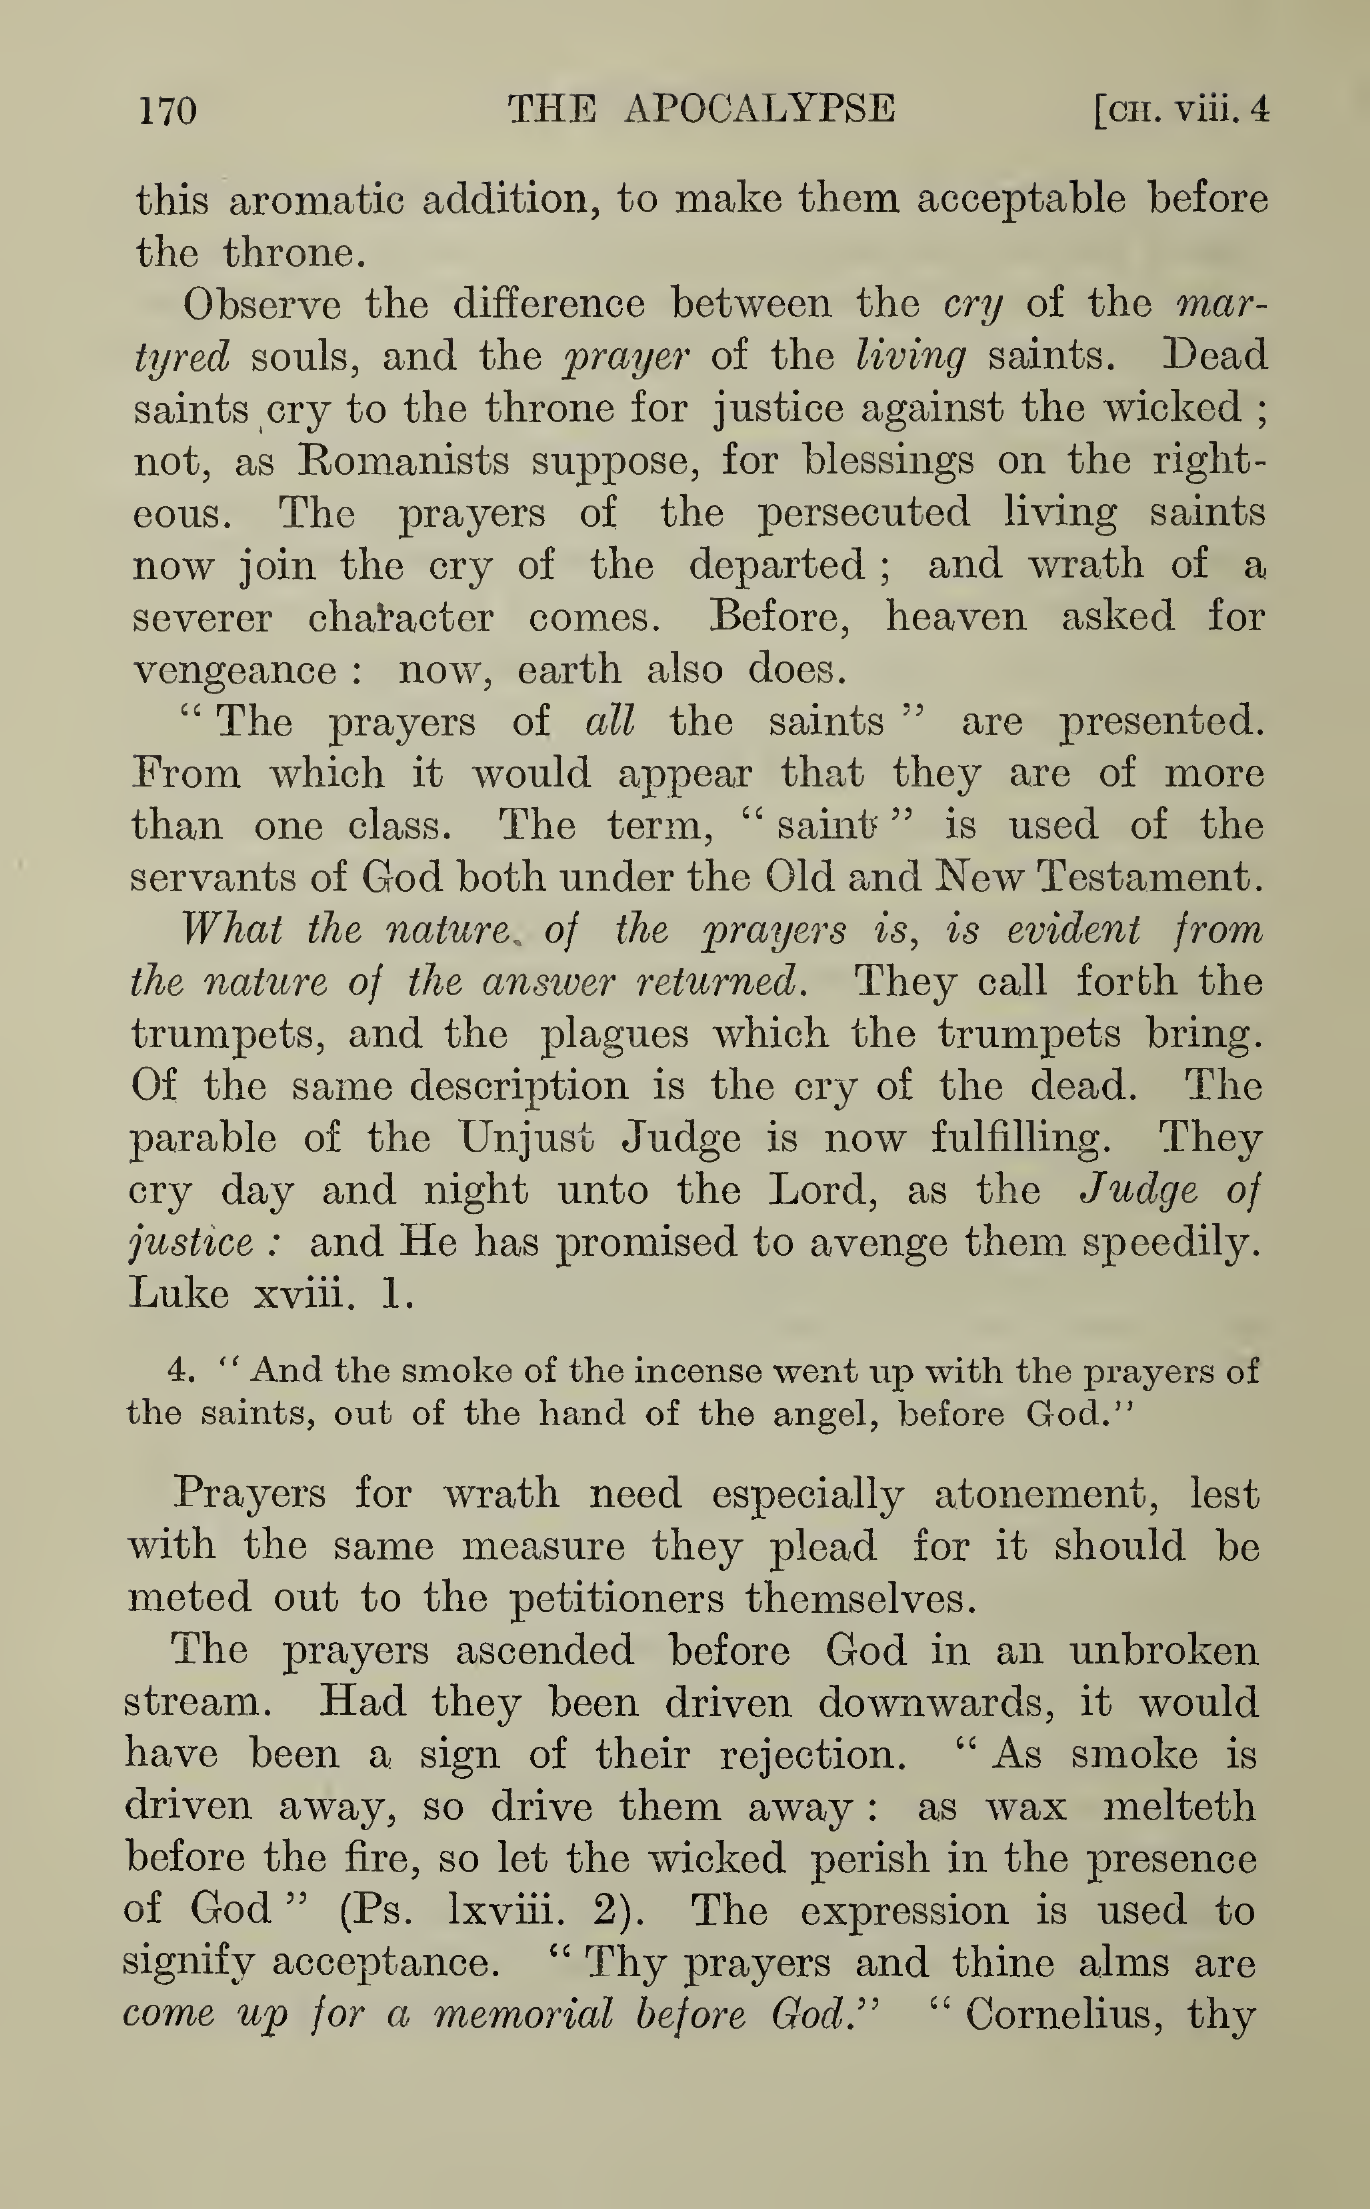 170 THE APOCALYPSE [CH. viii. 4
this aromatic addition, to make them acceptable before
the throne.
Observe the difference between the cry of the mar-
tyred souls, and the prayer of the living saints. Dead
saints cry to the throne for justice against the wicked ;
not, as Romanists suppose, for blessings on the right-
eous. The prayers of the persecuted living saints
now join the cry of the departed ; and wrath of a
severer character comes. Before, heaven asked for
vengeance : now, earth also does.
“ The prayers of all the saints ” are presented.
From which it would appear that they are of more
than one class. The term, “ saint ” is used of the
servants of God both under the Old and New Testament.
What the nature of the prayers is, is evident from
the nature of the answer returned. They call forth the
trumpets, and the plagues which the trumpets bring.
Of the same description is the cry of the dead. The
parable of the Unjust Judge is now fulfilling. They
cry day and night unto the Lord, as the Judge of
justice : and He has promised to avenge them speedily.
Luke xviii. 1.
4. “ And the smoke of the incense went up with the prayers of
the saints, out of the hand of the angel, before God.”
Prayers for wrath need especially atonement, lest
with the same measure they plead for it should be
meted out to the petitioners themselves.
The prayers ascended before God in an unbroken
stream. Had they been driven downwards, it would
have been a sign of their rejection. “ As smoke is
driven away, so drive them away : as wax melteth
before the fire, so let the wicked perish in the presence
of God ” (Ps. lxviii. 2). The expression is used to
signify acceptance. “ Thy prayers and thine alms are
come up for a memorial before God.” “ Cornelius, thy